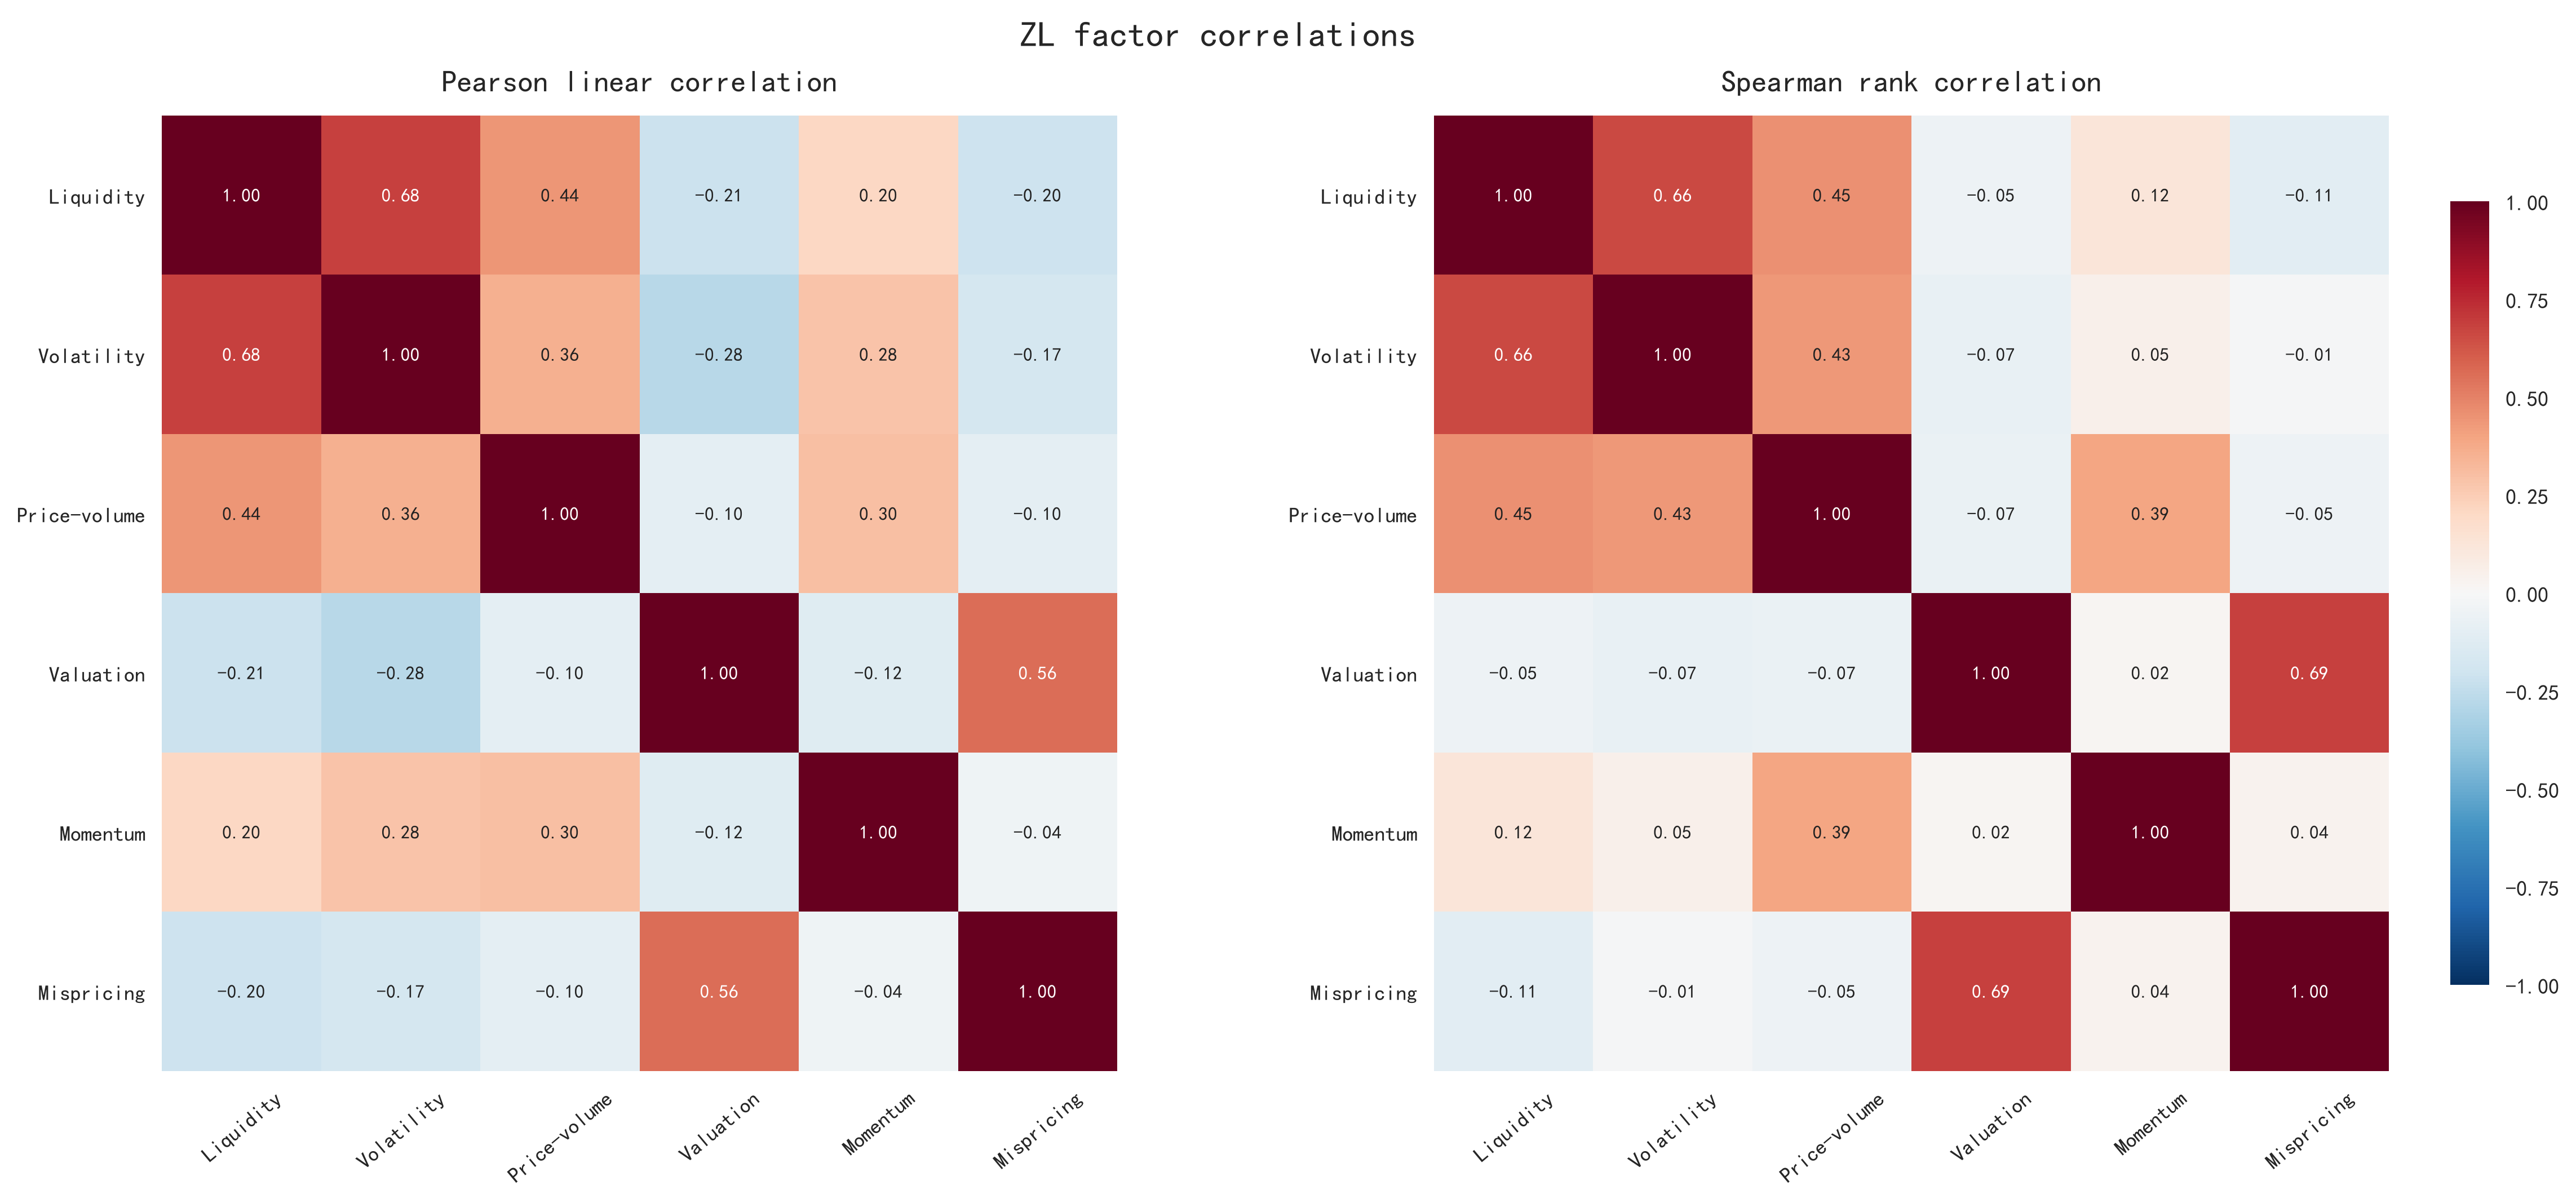 ZL factor correlations
Pearson linear correlation
Liquidity 1.00 0.68 0.44 −0.21 0.20 −0.20
Volatility 0.68 1.00 0.36 −0.28 0.28 −0.17
Price−volume 0.44 0.36 1.00 −0.10 0.30 −0.10
Valuation −0.21 −0.28 −0.10 1.00 −0.12 0.56
Momentum 0.20 0.28 0.30 −0.12 1.00 −0.04
Mispricing −0.20 −0.17 −0.10 0.56 −0.04 1.00
Liquidity Volatility Price−volume Valuation Momentum Mispricing
Spearman rank correlation
Liquidity 1.00 0.66 0.45 −0.05 0.12 −0.11
Volatility 0.66 1.00 0.43 −0.07 0.05 −0.01
Price−volume 0.45 0.43 1.00 −0.07 0.39 −0.05
Valuation −0.05 −0.07 −0.07 1.00 0.02 0.69
Momentum 0.12 0.05 0.39 0.02 1.00 0.04
Mispricing −0.11 −0.01 −0.05 0.69 0.04 1.00
Liquidity Volatility Price−volume Valuation Momentum Mispricing
1.00
0.75
0.50
0.25
0.00
−0.25
−0.50
−0.75
−1.00